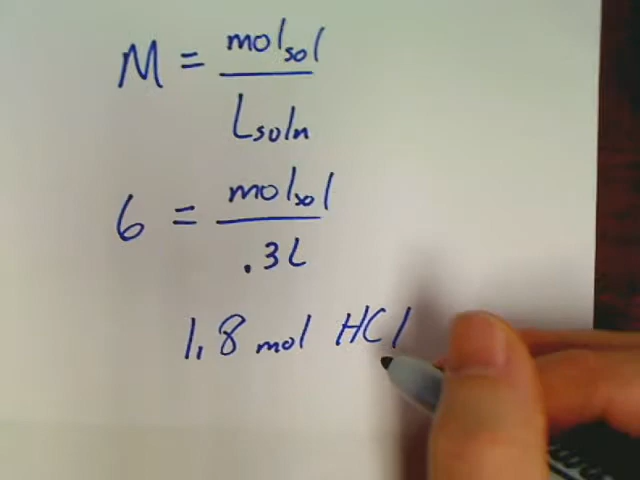 M = mol sol
L soln
6 = mol sol
.3L
1.8 mol HCl